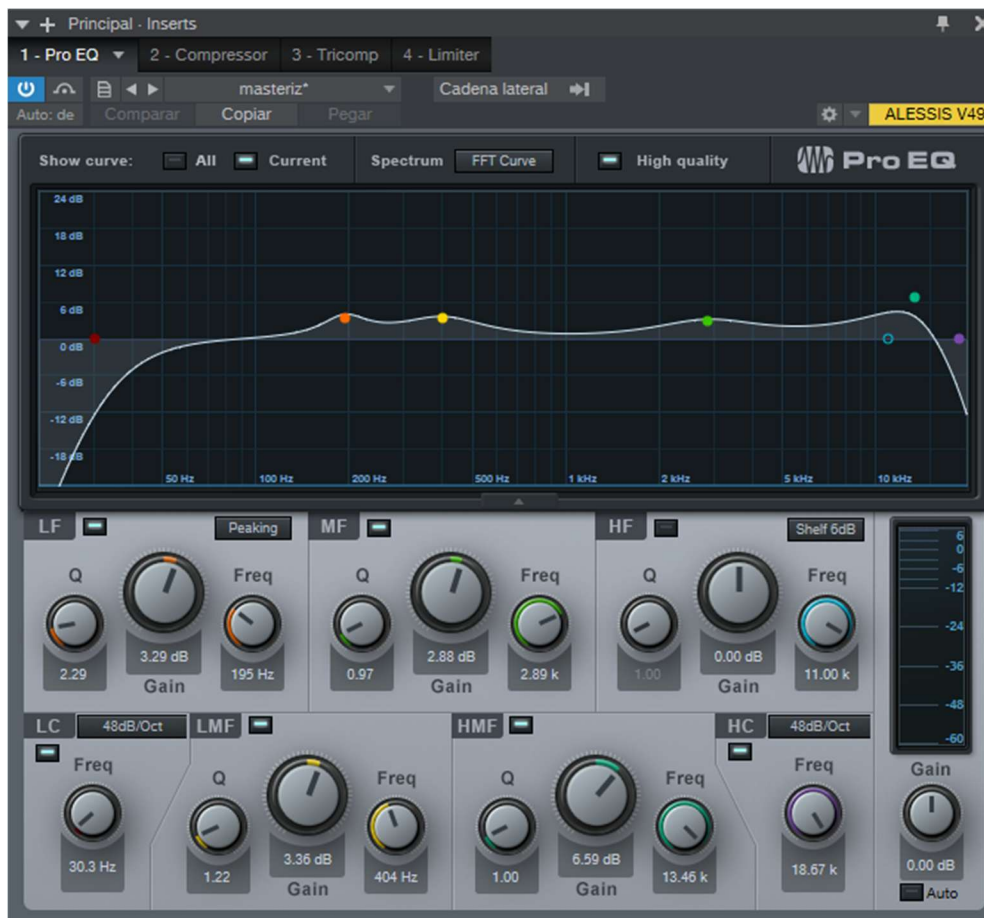 Principal - Inserts
1 - Pro EQ 2 - Compressor 3 - Tricomp 4 - Limiter
masteriz* Cadena lateral
Auto: de Comparar Copiar Pegar ALESSIS V49
Show curve: All Current Spectrum FFT Curve High quality Pro EQ
24 dB
18 dB
12 dB
6 dB
0 dB
-6 dB
-12 dB
-18 dB
50 Hz 100 Hz 200 Hz 500 Hz 1 kHz 2 kHz 5 kHz 10 kHz
LF Peaking MF HF Shelf 6dB
Q Freq Q Freq Q Freq
2.29 3.29 dB 195 Hz 0.97 2.88 dB 2.89 k 1.00 0.00 dB 11.00 k
Gain Gain Gain
6
0
-6
-12
-24
-36
-48
-60
LC 48dB/Oct LMF HMF HC 48dB/Oct
Freq Q Freq Q Freq Freq Gain
30.3 Hz 1.22 3.36 dB 404 Hz 1.00 6.59 dB 13.46 k 18.67 k 0.00 dB
Gain Gain Auto